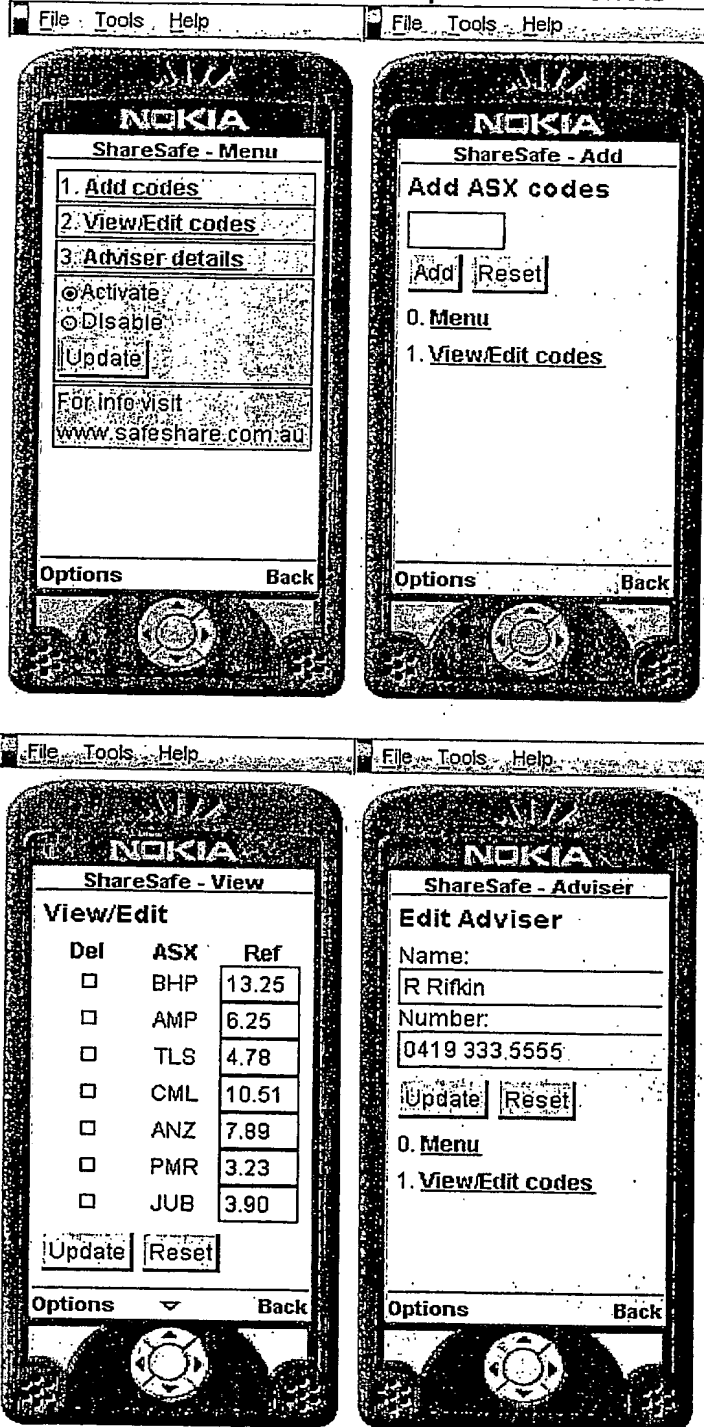 File Tools Help
NOKIA
ShareSafe - Menu
1. Add codes
2. View/Edit codes
3. Adviser details
Activate
DIsable
Update
For info visit
www.safeshare.com.au
Options Back
File Tools Help
NOKIA
ShareSafe - Add
Add ASX codes
Add Reset
0. Menu
1. View/Edit codes
Options Back
File Tools Help
NOKIA
ShareSafe - View
View/Edit
Del ASX Ref
BHP 13.25
AMP 6.25
TLS 4.78
CML 10.51
ANZ 7.89
PMR 3.23
JUB 3.90
Update Reset
Options Back
File Tools Help
NOKIA
ShareSafe - Adviser
Edit Adviser
Name:
R Rifkin
Number:
0419 333 5555
Update Reset
0. Menu
1. View/Edit codes
Options Back